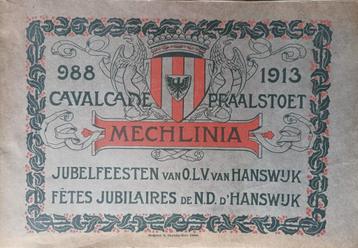 988 1913
CAVALCADE PRAALSTOET
MECHLINIA
JUBELFEESTEN VAN O.L.V. VAN HANSWIJK
FÊTES JUBILAIRES DE N.D. D'HANSWIJK